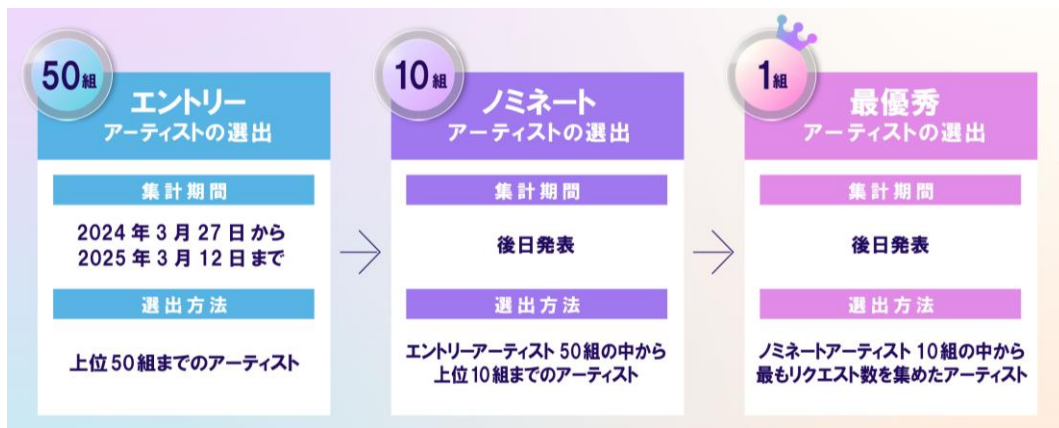 50組
エントリー
アーティストの選出
集計期間
2024年3月27日から
2025年3月12日まで
選出方法
上位50組までのアーティスト
10組
ノミネート
アーティストの選出
集計期間
後日発表
選出方法
エントリーアーティスト50組の中から
上位10組までのアーティスト
1組
最優秀
アーティストの選出
集計期間
後日発表
選出方法
ノミネートアーティスト10組の中から
最もリクエスト数を集めたアーティスト